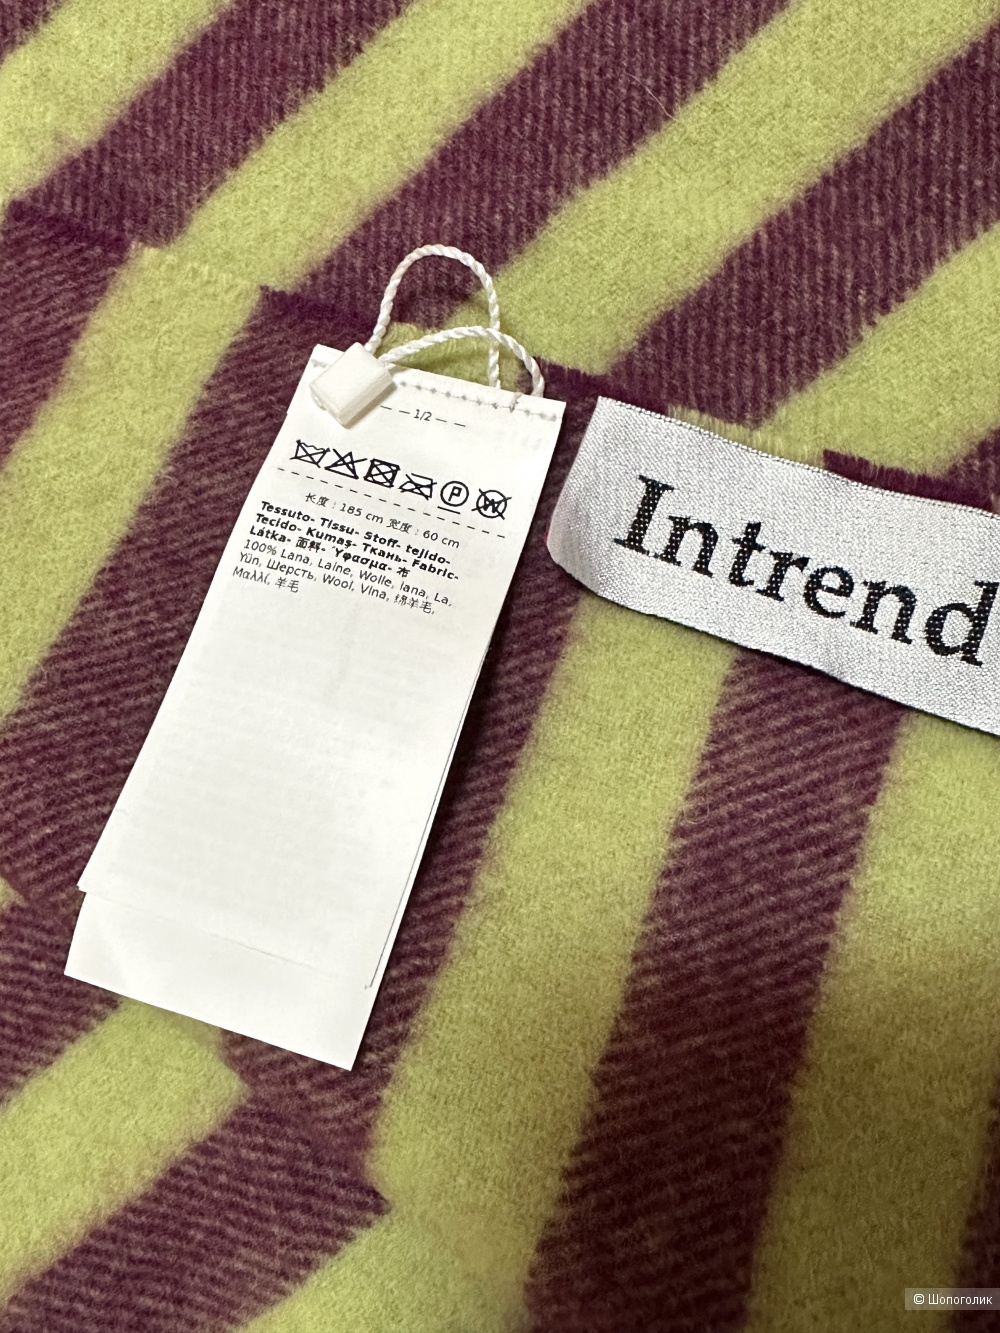 — — 1/2 — —
长度 : 185 cm 宽度 : 60 cm
Tessuto- Tissu- Stoff- tejido-
Tecido- Kumaş- Ткань- Fabric-
Látka- 面料- Ύφασμα- 布
100% Lana, Laine, Wolle, lana, La,
Yün, Шерсть, Wool, Vlna, 绵羊毛,
Μαλλί, 羊毛
Intrend
© Шопоголик